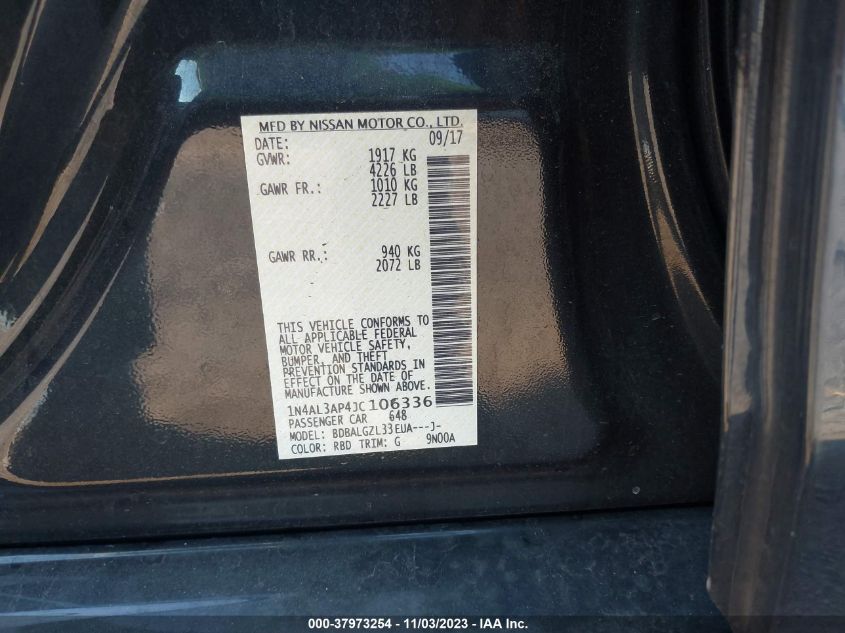 MFD BY NISSAN MOTOR CO., LTD.
DATE: 09/17
GVWR: 1917 KG
4226 LB
GAWR FR.: 1010 KG
2227 LB
GAWR RR.: 940 KG
2072 LB
THIS VEHICLE CONFORMS TO
ALL APPLICABLE FEDERAL
MOTOR VEHICLE SAFETY,
BUMPER, AND THEFT
PREVENTION STANDARDS IN
EFFECT ON THE DATE OF
MANUFACTURE SHOWN ABOVE.
1N4AL3AP4JC106336
PASSENGER CAR 648
MODEL: BDBALGZL33EUA---J-
COLOR: RBD TRIM: G 9N00A
000-37973254 - 11/03/2023 - IAA Inc.